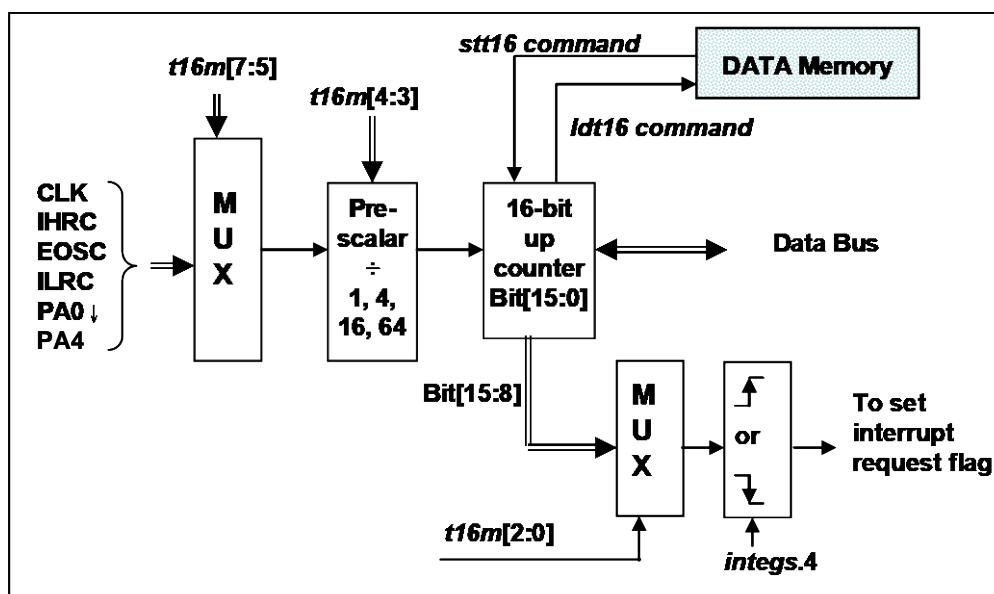 stt16 command
DATA Memory
t16m[7:5]
t16m[4:3]
ldt16 command
CLK
IHRC
EOSC
ILRC
PA0 ↓
PA4
M
U
X
Pre-
scalar
÷
1, 4,
16, 64
16-bit
up
counter
Bit[15:0]
Data Bus
Bit[15:8]
M
U
X
or
To set
interrupt
request flag
t16m[2:0]
integs.4